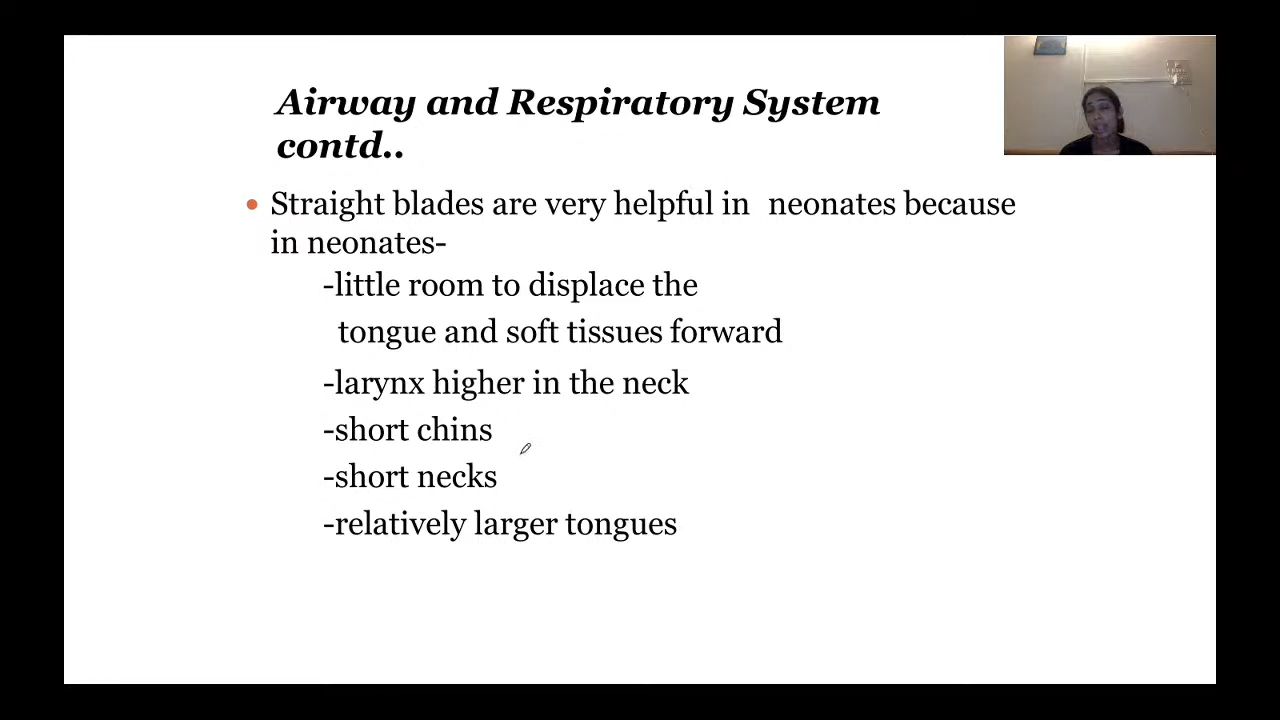 Airway and Respiratory System
contd..
• Straight blades are very helpful in  neonates because
in neonates-
-little room to displace the
tongue and soft tissues forward
-larynx higher in the neck
-short chins
-short necks
-relatively larger tongues